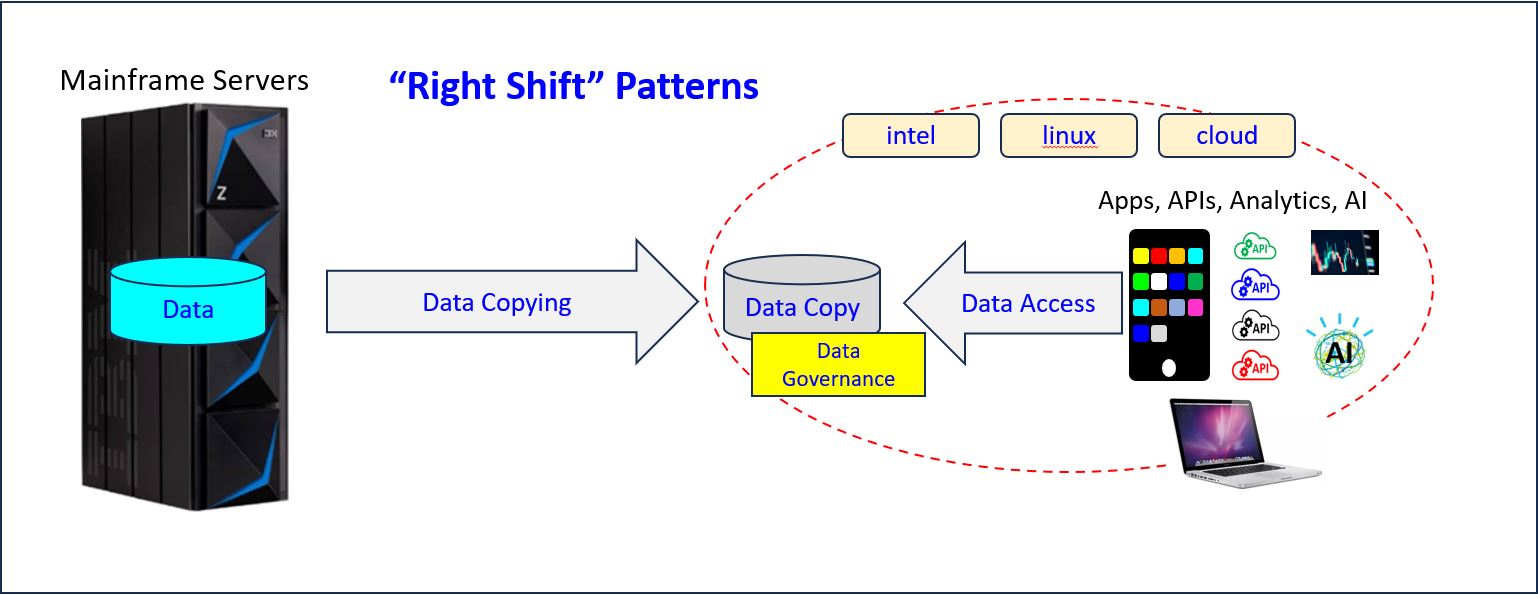 Mainframe Servers
“Right Shift” Patterns
intel
linux
cloud
Apps, APIs, Analytics, AI
IBM
Z
Data
Data Copying
Data Copy
Data Access
Data
Governance
API
API
API
API
AI